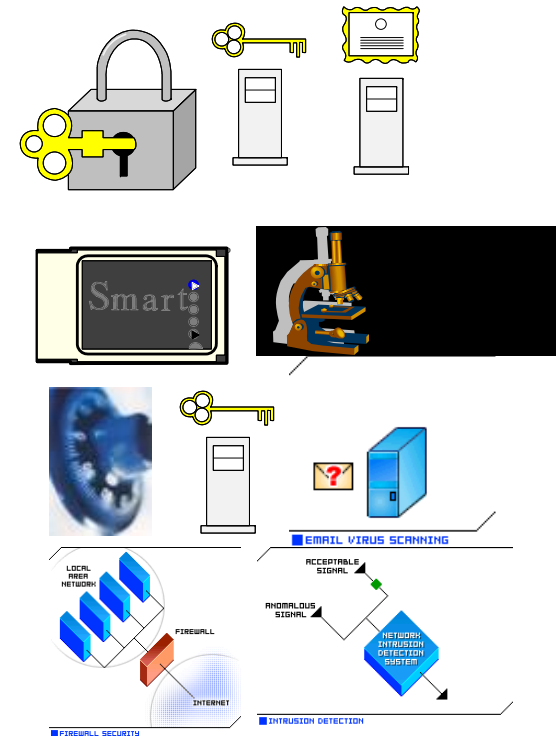 Smart
?
EMAIL VIRUS SCANNING
LOCAL
AREA
NETWORK
FIREWALL
INTERNET
FIREWALL SECURITY
ACCEPTABLE
SIGNAL
ANOMALOUS
SIGNAL
NETWORK
INTRUSION
DETECTION
SYSTEM
INTRUSION DETECTION